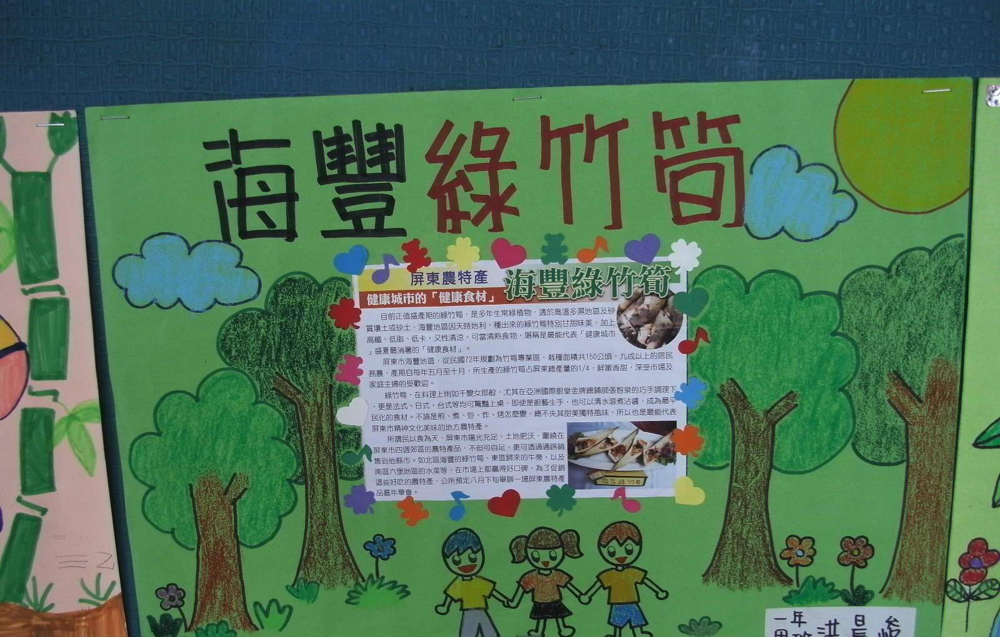 海豐綠竹筍
屏東農特產
海豐綠竹筍
健康城市的「健康食材」
目前正值盛產期的綠竹筍，是多年生常綠植物，適於高溫多濕地區及砂
質壤土或砂土，海豐地區因天時地利，種出來的綠竹筍特別甘甜味美，加上
高纖、低脂、低卡，又性清涼，可當清熱食物，堪稱是最能代表「健康城市
」盛夏最消暑的「健康食材」。
屏東市海豐地區，從民國72年規劃為竹筍專業區，栽種面積共150公頃，九成以上的居民
務農，產期自每年五月至十月，所生產的綠竹筍占屏東總產量的1/4，鮮嫩香甜，深受市場及
家庭主婦的受歡迎。
綠竹筍，在料理上則如千變女郎般，尤其在亞洲國際廚皇金牌總鋪師張智泉的巧手調理下
，更是法式、日式、台式等均可驚豔上桌，即使是廚藝生手，也可以清水滾煮沾醬，成為最平
民化的食材。不論是煎、煮、炒、炸、烤怎麼變，總不失其甜美獨特風味，所以也是最能代表
屏東市精神文化美味的地方農特產。
所謂民以食為天，屏東市陽光充足、土地肥沃，圍繞在
屏東市四週郊區的農特產品，不但可自足，更可透過通路銷
售到他縣市。如北區海豐的綠竹筍、東區歸來的牛蒡，以及
南區六堡地區的水菜等，在市場上都贏得好口碑，為了促銷
這些好吃的農特產，公所預定八月下旬舉辦一場屏東農特產
品嘉年華會。
一年
洪晨峻